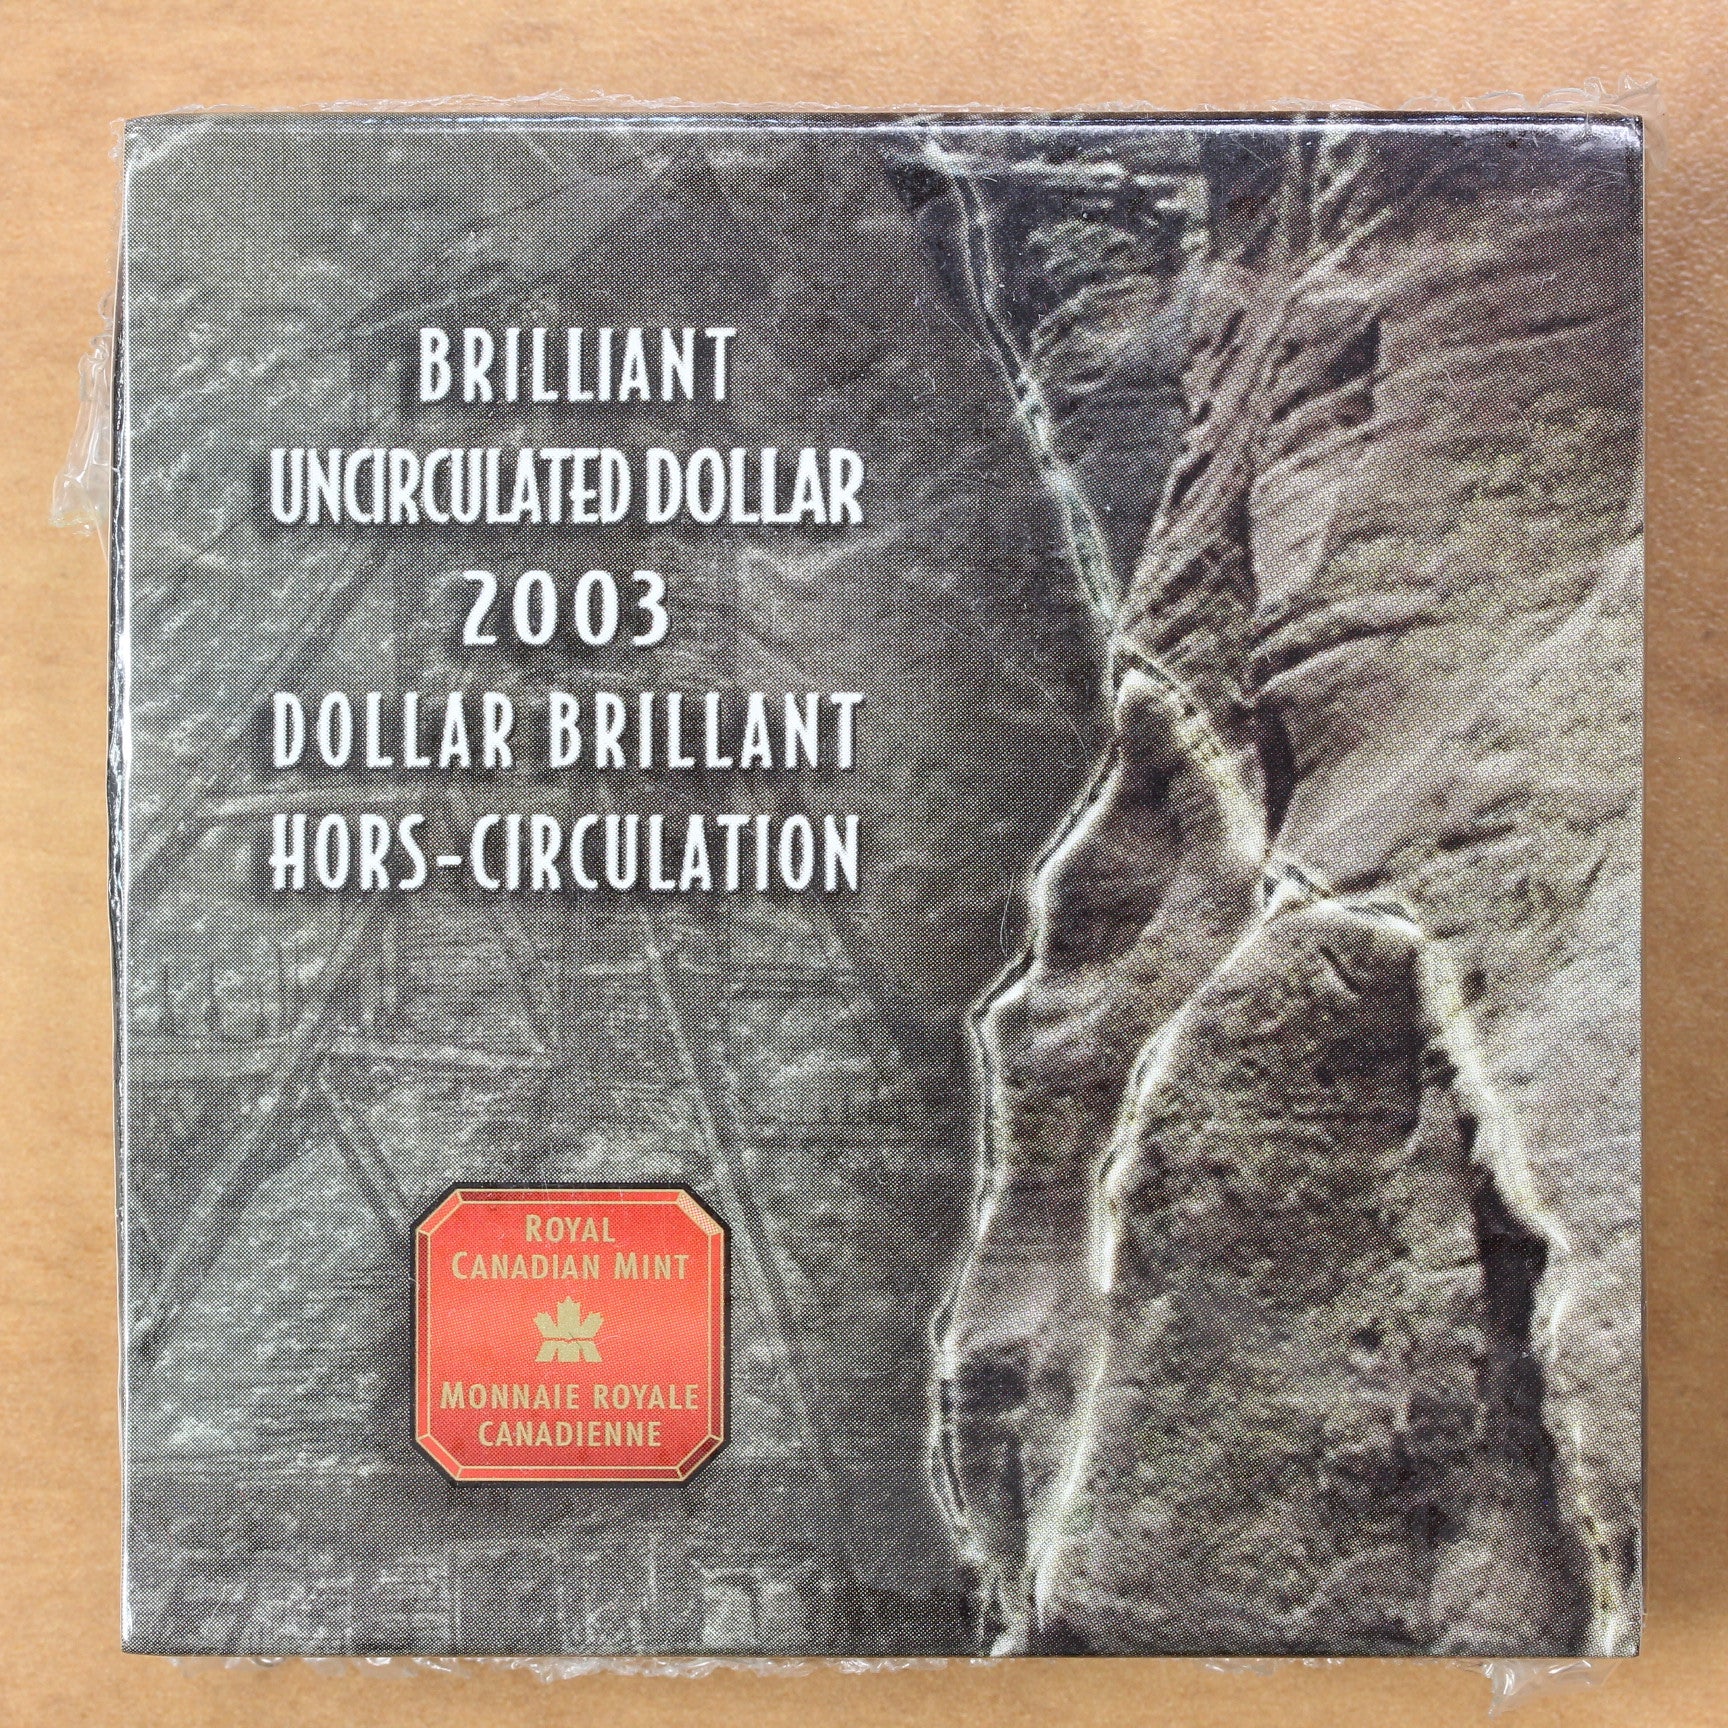 BRILLIANT
UNCIRCULATED DOLLAR
2003
DOLLAR BRILLANT
HORS-CIRCULATION
ROYAL
CANADIAN MINT
MONNAIE ROYALE
CANADIENNE